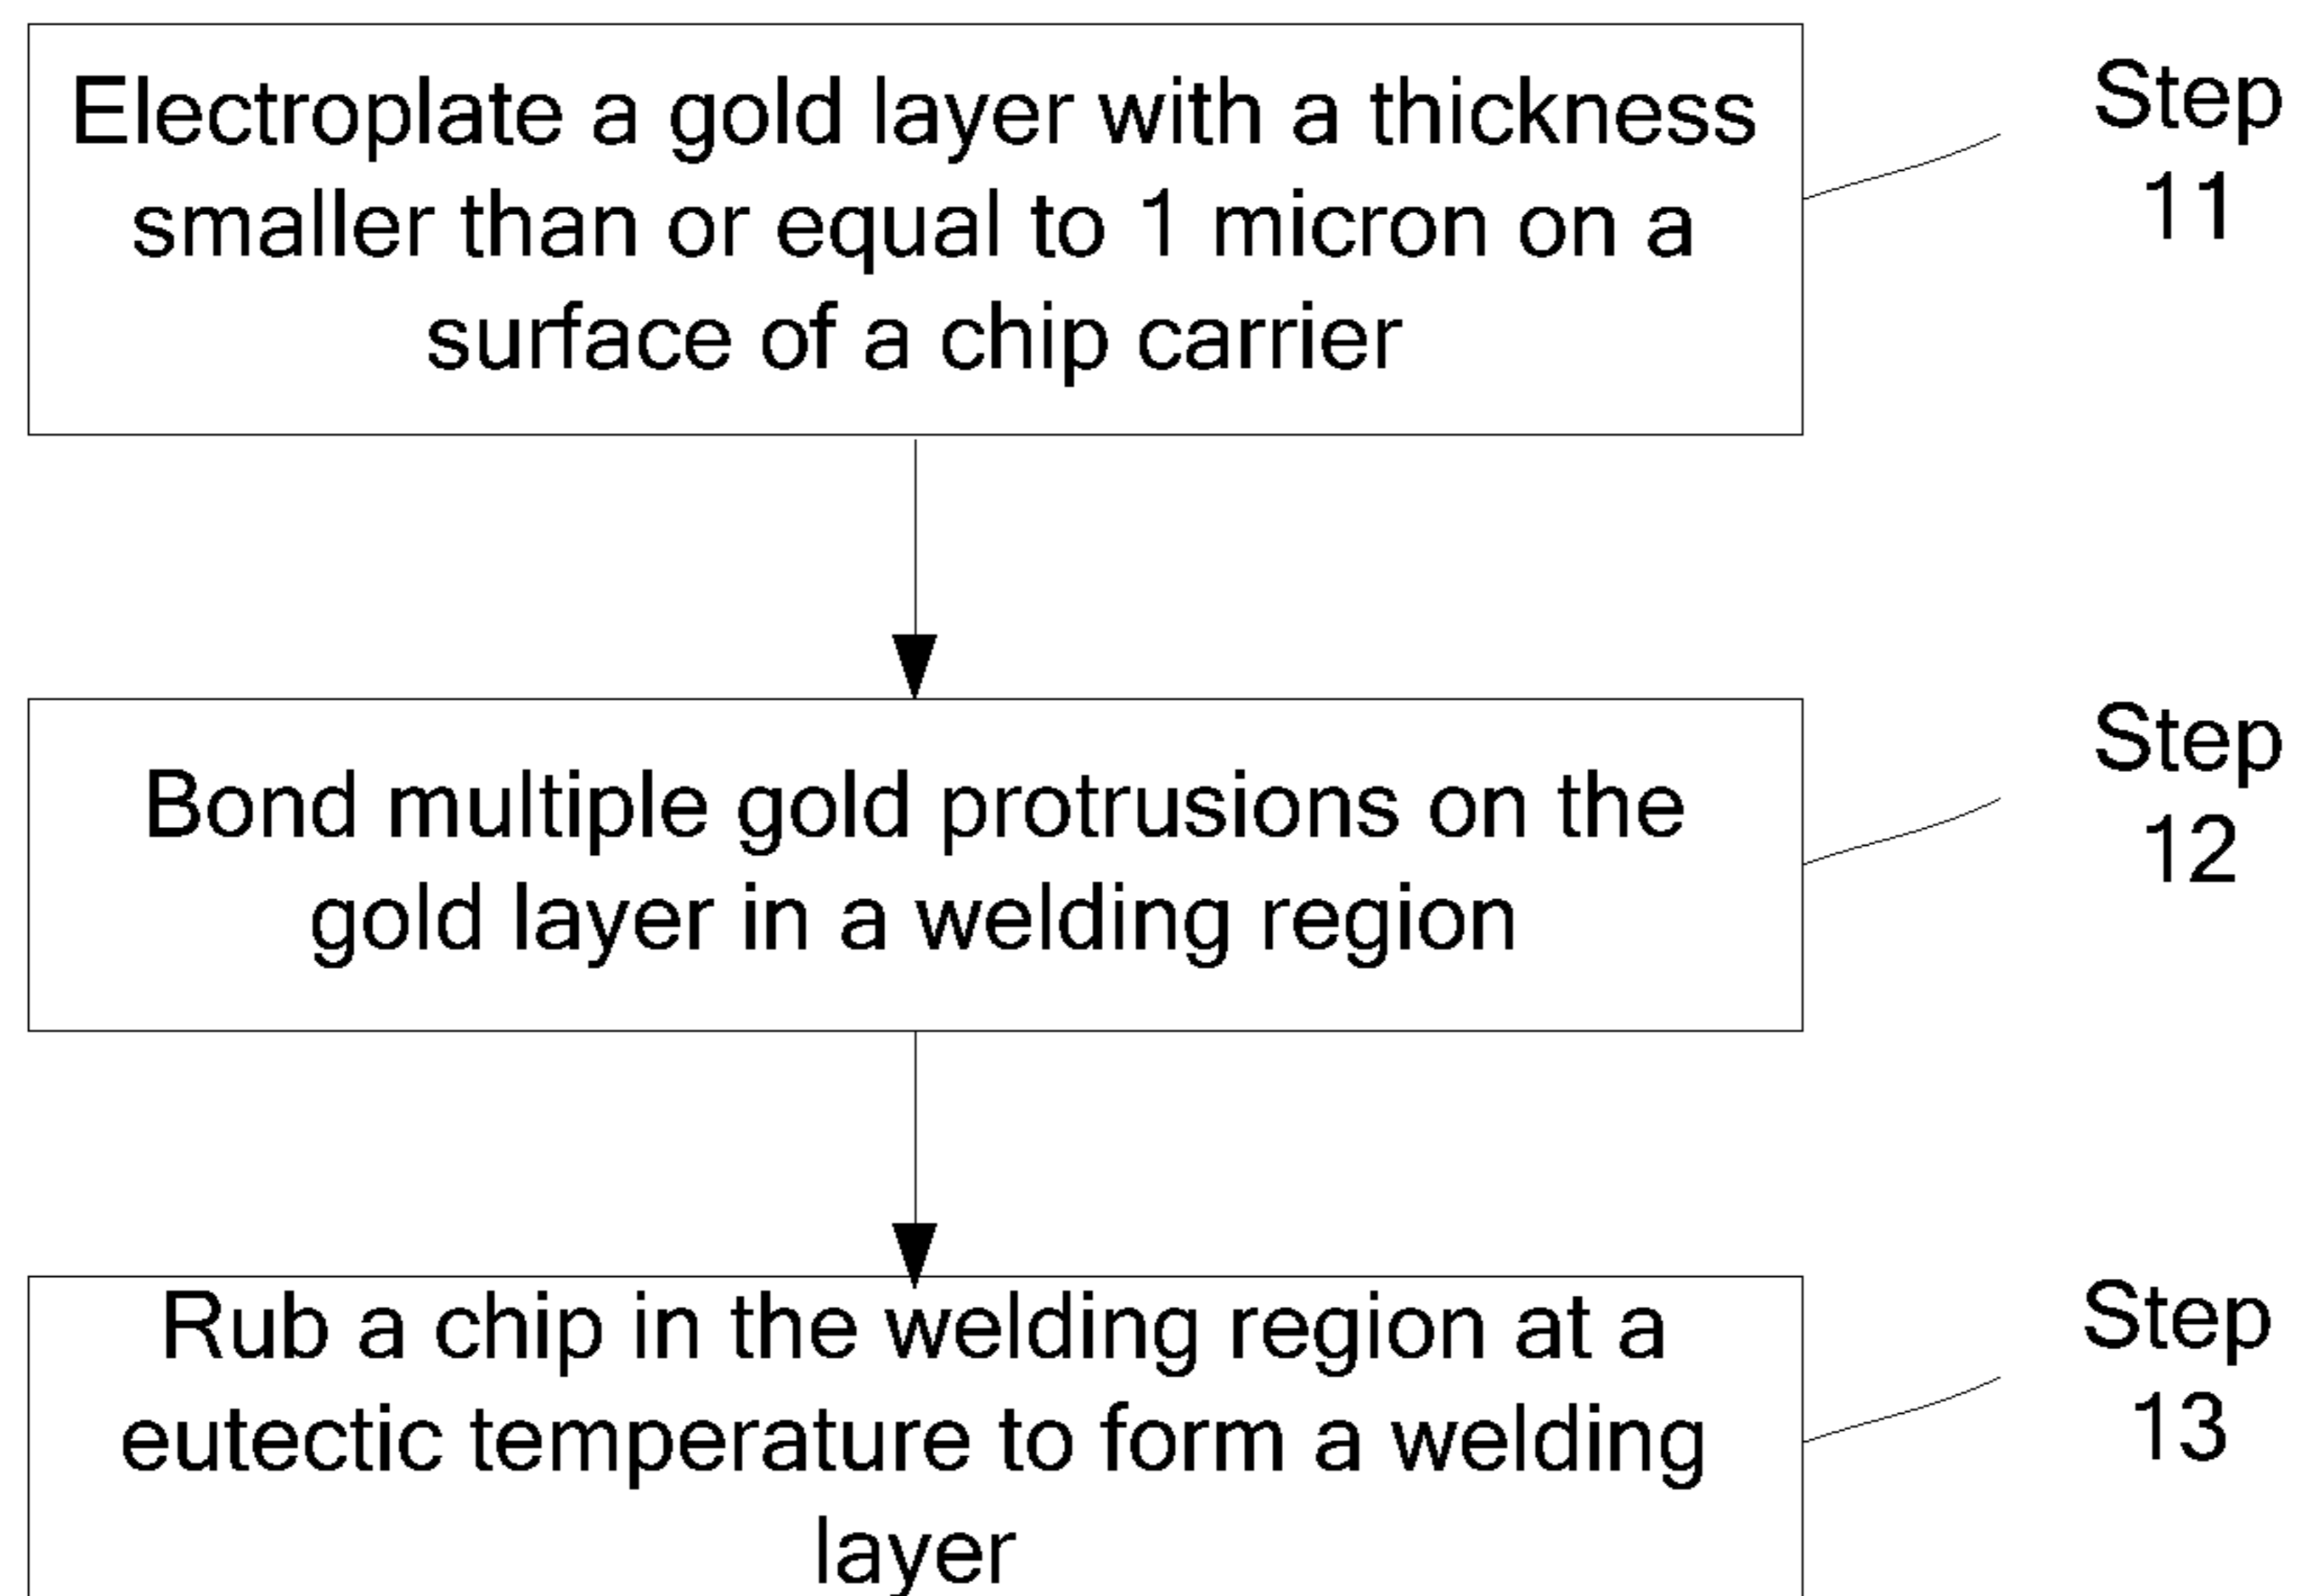 Electroplate a gold layer with a thickness
smaller than or equal to 1 micron on a
surface of a chip carrier
Step
11
Bond multiple gold protrusions on the
gold layer in a welding region
Step
12
Rub a chip in the welding region at a
eutectic temperature to form a welding
layer
Step
13